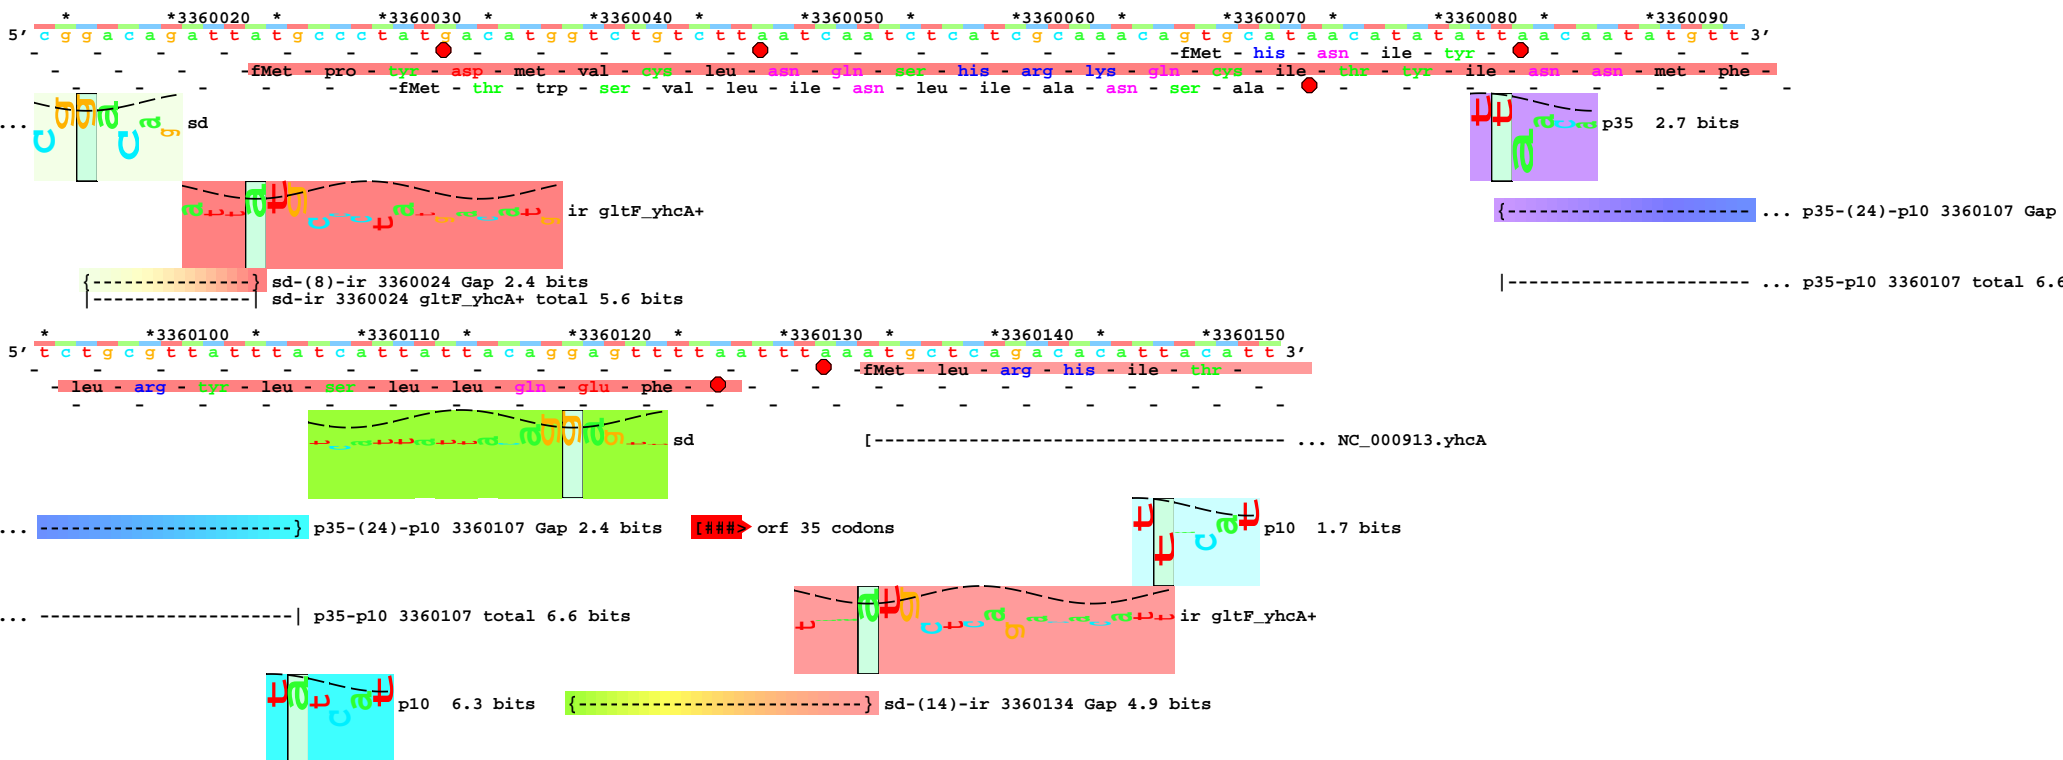 * *3360020 * *3360030 * *3360040 * *3360050 * *3360060 * *3360070 * *3360080 * *3360090
5' c g g a c a g a t t a t g c c c t a t g a c a t g g t c t g t c t t a a t c a a t c t c a t c g c a a a c a g t g c a t a a c a t a t a t t a a c a a t a t g t t 3'
-fMet - his - asn - ile - tyr -
-fMet - pro - tyr - asp - met - val - cys - leu - asn - gln - ser - his - arg - lys - gln - cys - ile - thr - tyr - ile - asn - asn - met - phe -
-fMet - thr - trp - ser - val - leu - ile - asn - leu - ile - ala - asn - ser - ala -
... c g g a c a g sd
t t a a c a p35 2.7 bits
a t t a t g c c c t a t g a c a t g ir gltF_yhcA+
{----------------------- ... p35-(24)-p10 3360107 Gap
{----------------} sd-(8)-ir 3360024 Gap 2.4 bits
|----------------------- ... p35-p10 3360107 total 6.6
|---------------| sd-ir 3360024 gltF_yhcA+ total 5.6 bits
* *3360100 * *3360110 * *3360120 * *3360130 * *3360140 * *3360150
5' t c t g c g t t a t t t a t c a t t a t t a c a g g a g t t t t a a t t t a a a t g c t c a g a c a c a t t a c a t t 3'
-fMet - leu - arg - his - ile - thr -
- leu - arg - tyr - leu - ser - leu - leu - gln - glu - phe -
t c a t t a t t a c a g g a g t t sd
[------------------------------- ... NC_000913.yhcA
t t a c a t p10 1.7 bits
... ------------------------} p35-(24)-p10 3360107 Gap 2.4 bits
[###> orf 35 codons
t a a a t g c t c a g a c a c a t t ir gltF_yhcA+
... ------------------------| p35-p10 3360107 total 6.6 bits
t a t c a t p10 6.3 bits
{---------------------------} sd-(14)-ir 3360134 Gap 4.9 bits